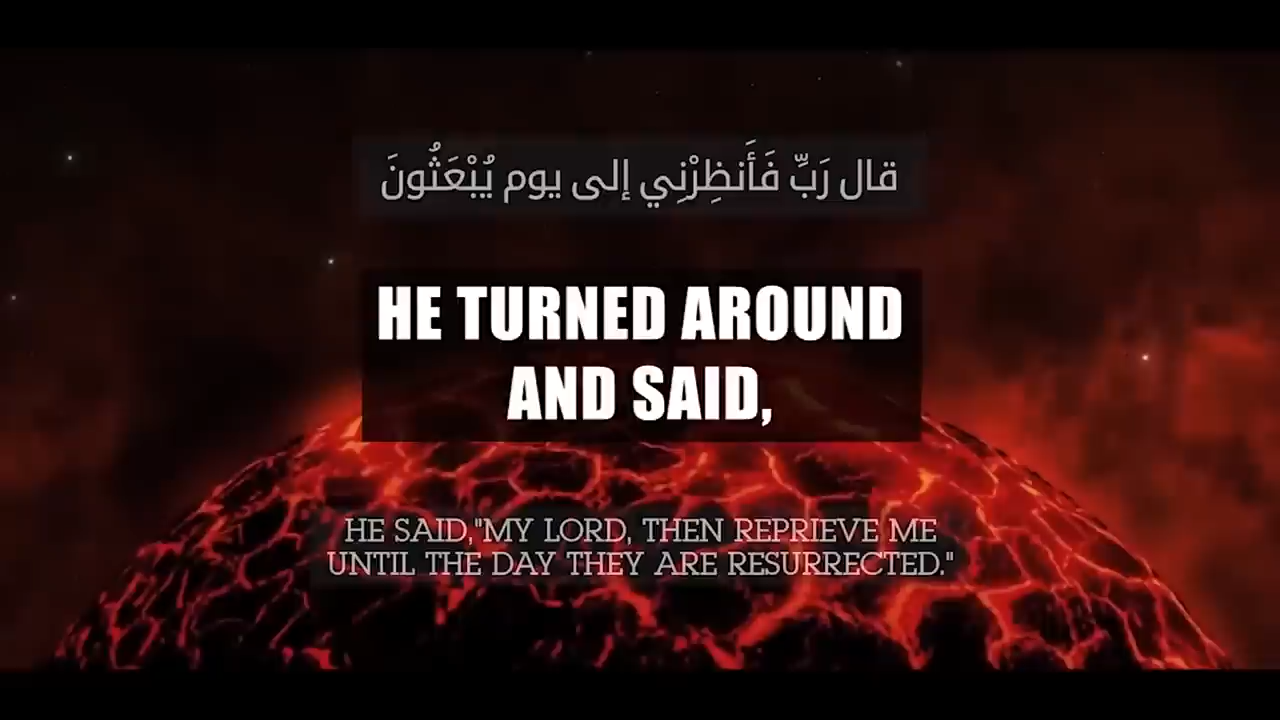 قال رَبِّ فَأَنظِرْنِي إلى يوم يُبْعَثُونَ
HE TURNED AROUND
AND SAID,
HE SAID,"MY LORD, THEN REPRIEVE ME
UNTIL THE DAY THEY ARE RESURRECTED."